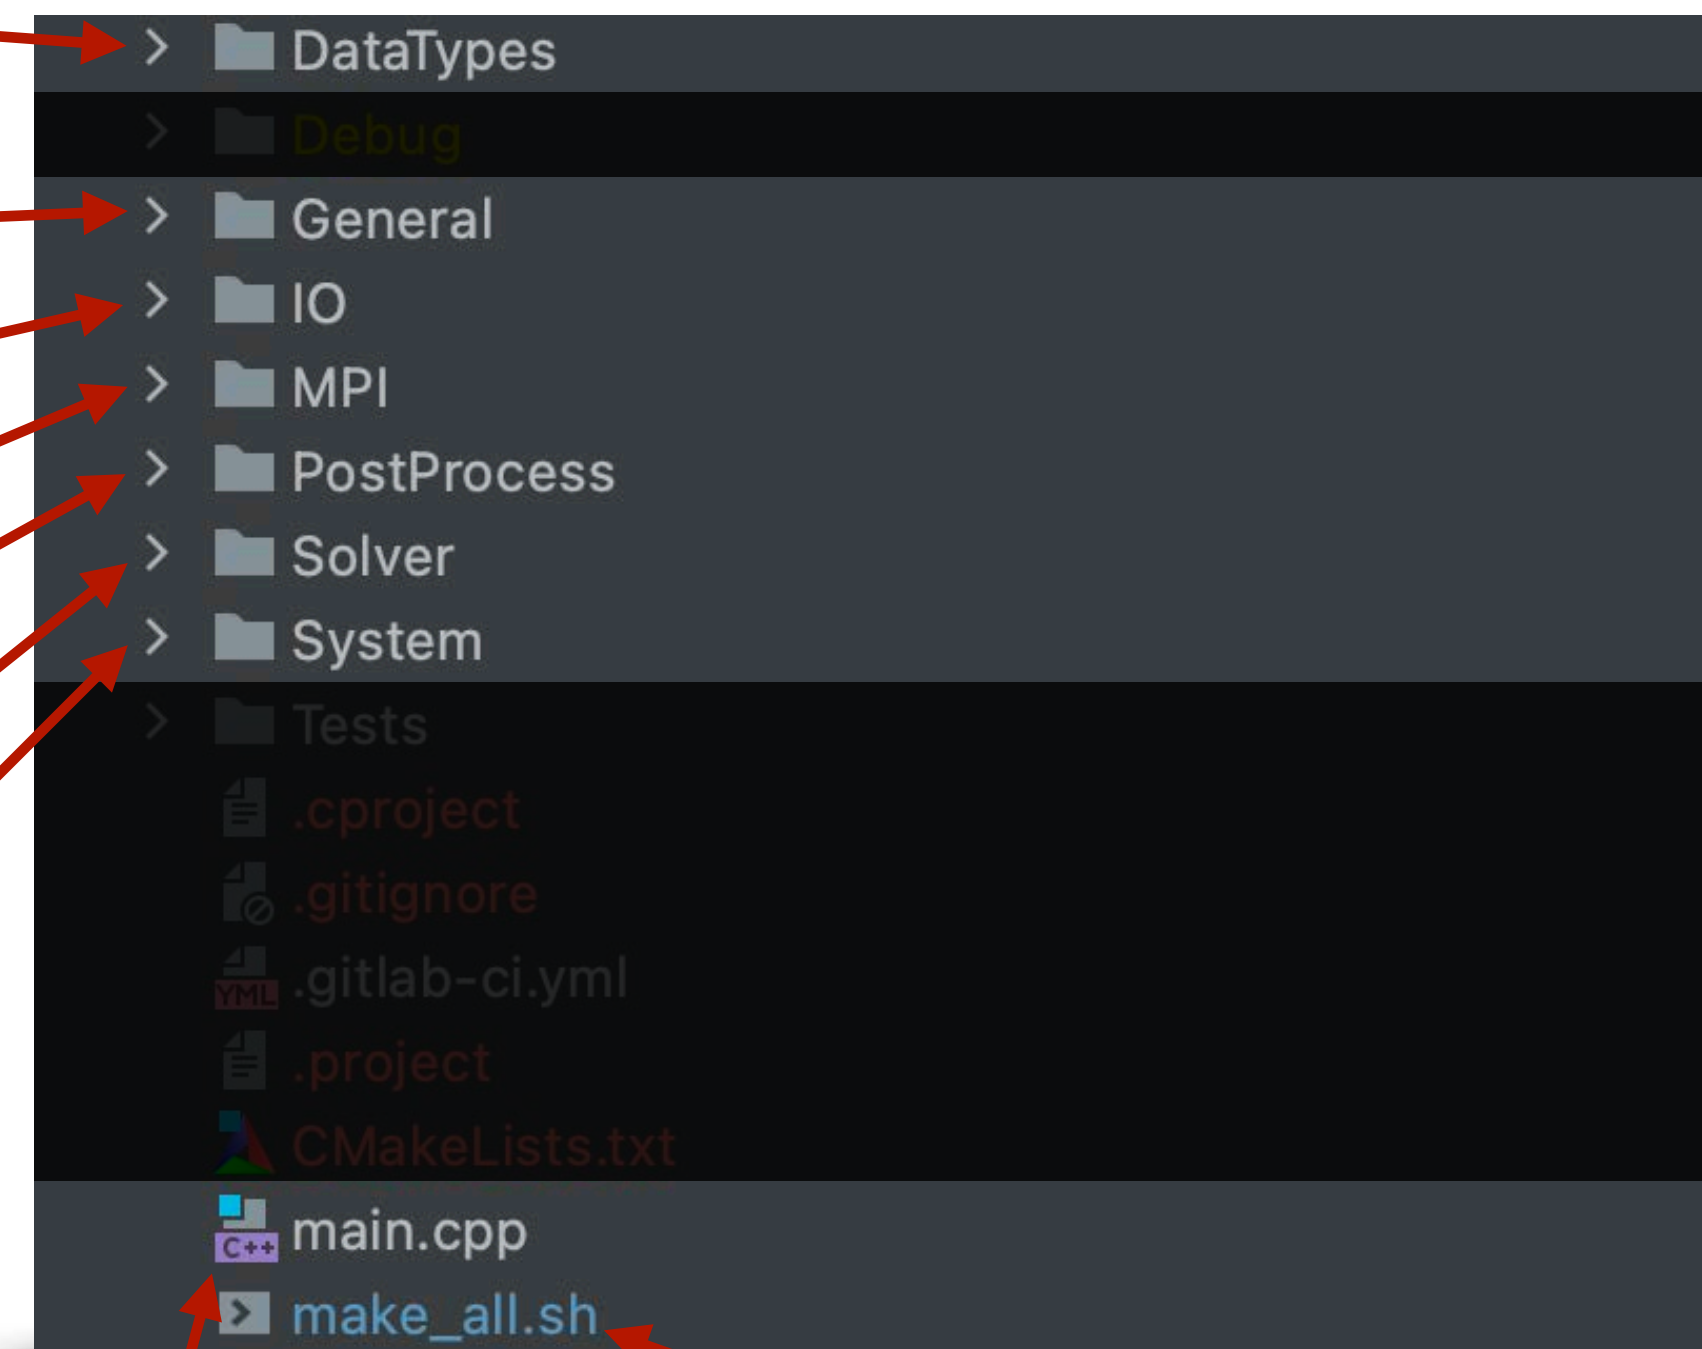 DataTypes
Debug
General
IO
MPI
PostProcess
Solver
System
Tests
.cproject
.gitignore
YML .gitlab-ci.yml
.project
CMakeLists.txt
C++ main.cpp
make_all.sh